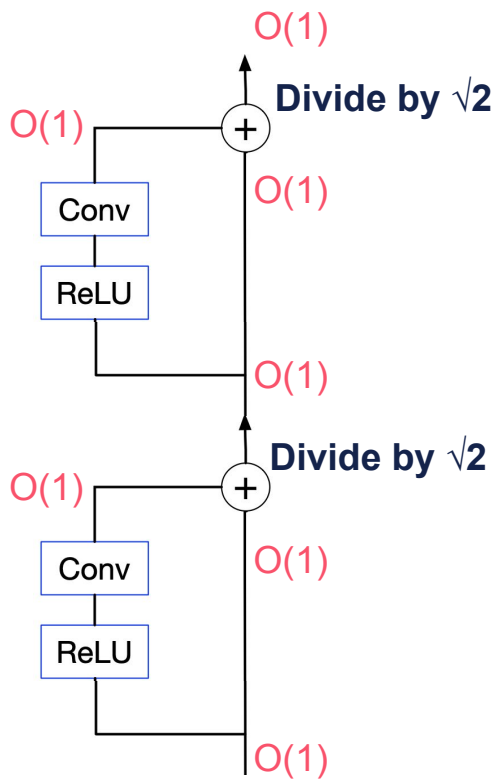 O(1)
Divide by √2
O(1)
+
O(1)
Conv
ReLU
O(1)
Divide by √2
O(1)
+
O(1)
Conv
ReLU
O(1)